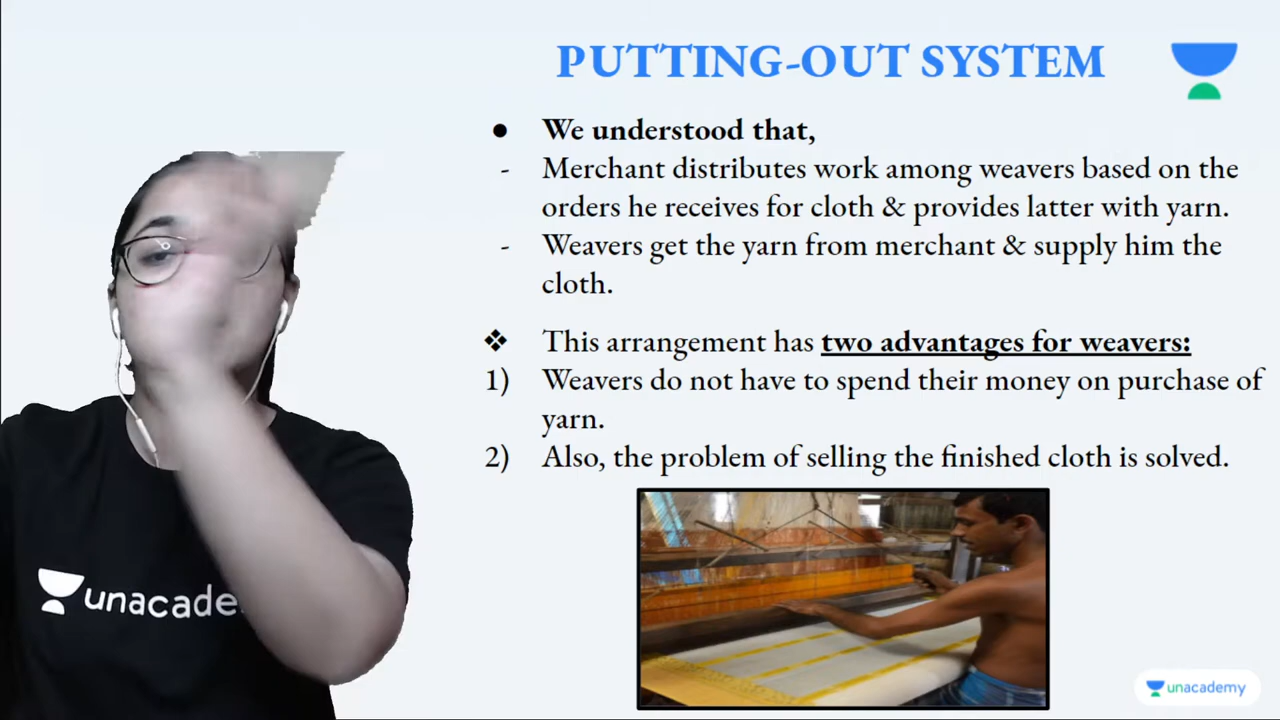 PUTTING-OUT SYSTEM
● We understood that,
- Merchant distributes work among weavers based on the
orders he receives for cloth & provides latter with yarn.
- Weavers get the yarn from merchant & supply him the
cloth.
❖ This arrangement has two advantages for weavers:
1) Weavers do not have to spend their money on purchase of
yarn.
2) Also, the problem of selling the finished cloth is solved.
unacade
unacademy